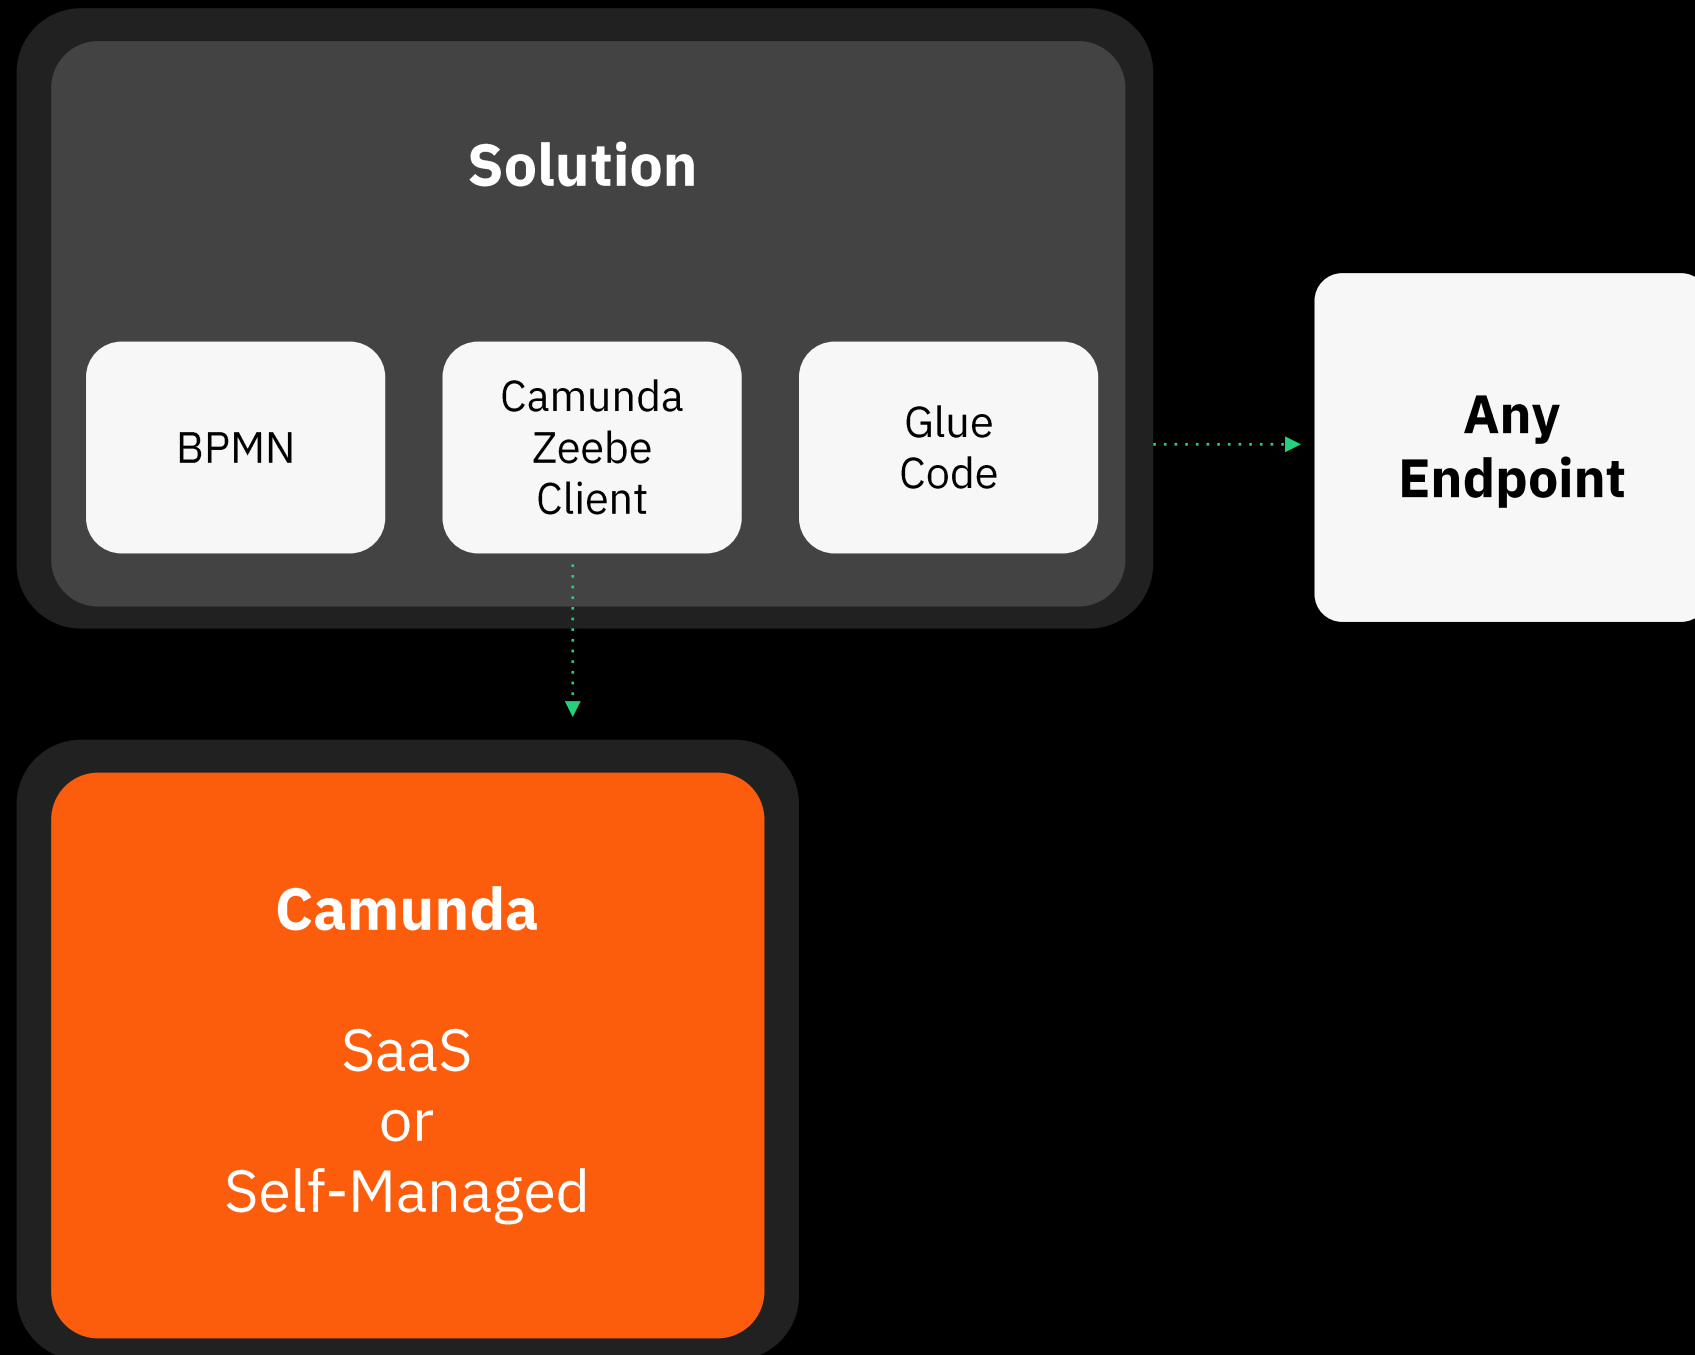 Solution
BPMN
Camunda
Zeebe
Client
Glue
Code
Any
Endpoint
Camunda
SaaS
or
Self-Managed